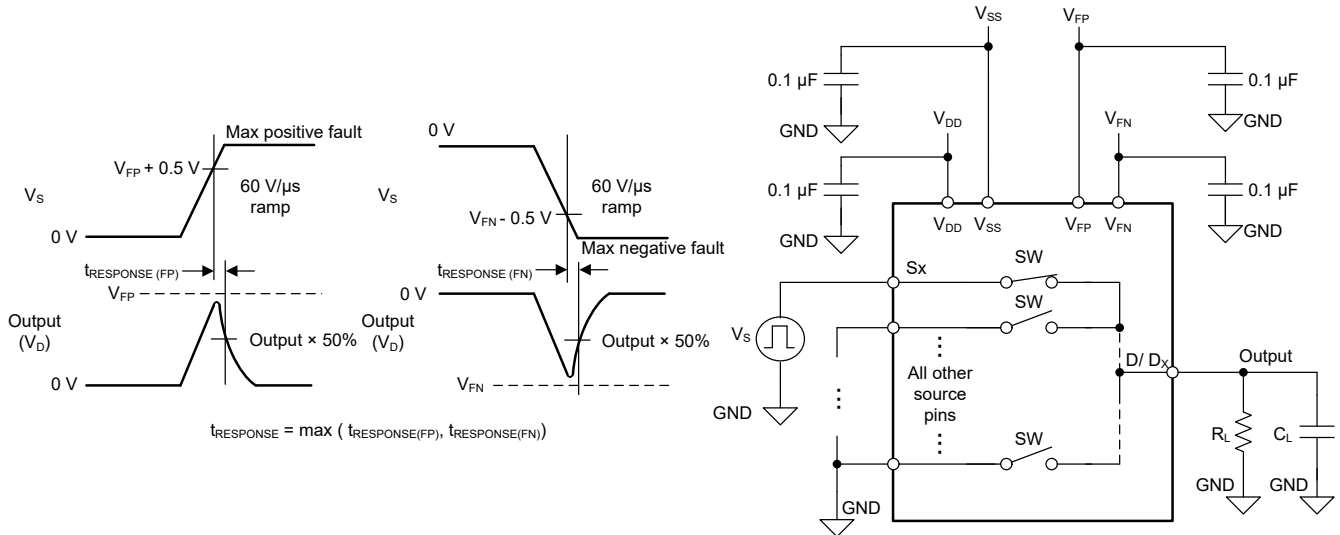 Max positive fault
V_FP + 0.5 V
60 V/µs
ramp
V_S
0 V
t_RESPONSE (FP)
V_FP
Output
(V_D)
Output × 50%
0 V
0 V
60 V/µs
ramp
V_FN - 0.5 V
Max negative fault
t_RESPONSE (FN)
0 V
Output
(V_D)
Output × 50%
V_FN
t_RESPONSE = max ( t_RESPONSE(FP), t_RESPONSE(FN))
V_SS
V_FP
0.1 µF
0.1 µF
GND
GND
V_DD
V_FN
0.1 µF
0.1 µF
GND
GND
V_DD
V_SS
V_FP
V_FN
Sx
SW
SW
V_S
GND
All other
source
pins
SW
GND
D/ D_X
Output
R_L
C_L
GND
GND